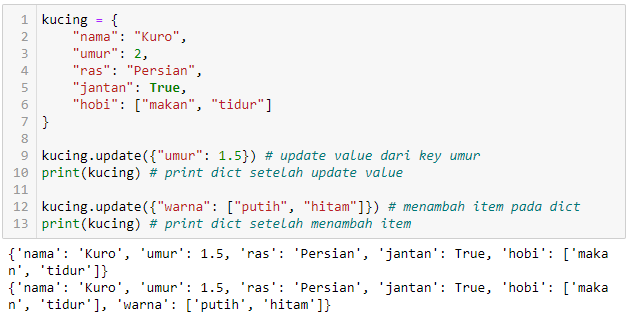 1 kucing = {
2     "nama": "Kuro",
3     "umur": 2,
4     "ras": "Persian",
5     "jantan": True,
6     "hobi": ["makan", "tidur"]
7 }
8
9 kucing.update({"umur": 1.5}) # update value dari key umur
10 print(kucing) # print dict setelah update value
11
12 kucing.update({"warna": ["putih", "hitam"]}) # menambah item pada dict
13 print(kucing) # print dict setelah menambah item
{'nama': 'Kuro', 'umur': 1.5, 'ras': 'Persian', 'jantan': True, 'hobi': ['maka
n', 'tidur']}
{'nama': 'Kuro', 'umur': 1.5, 'ras': 'Persian', 'jantan': True, 'hobi': ['maka
n', 'tidur'], 'warna': ['putih', 'hitam']}